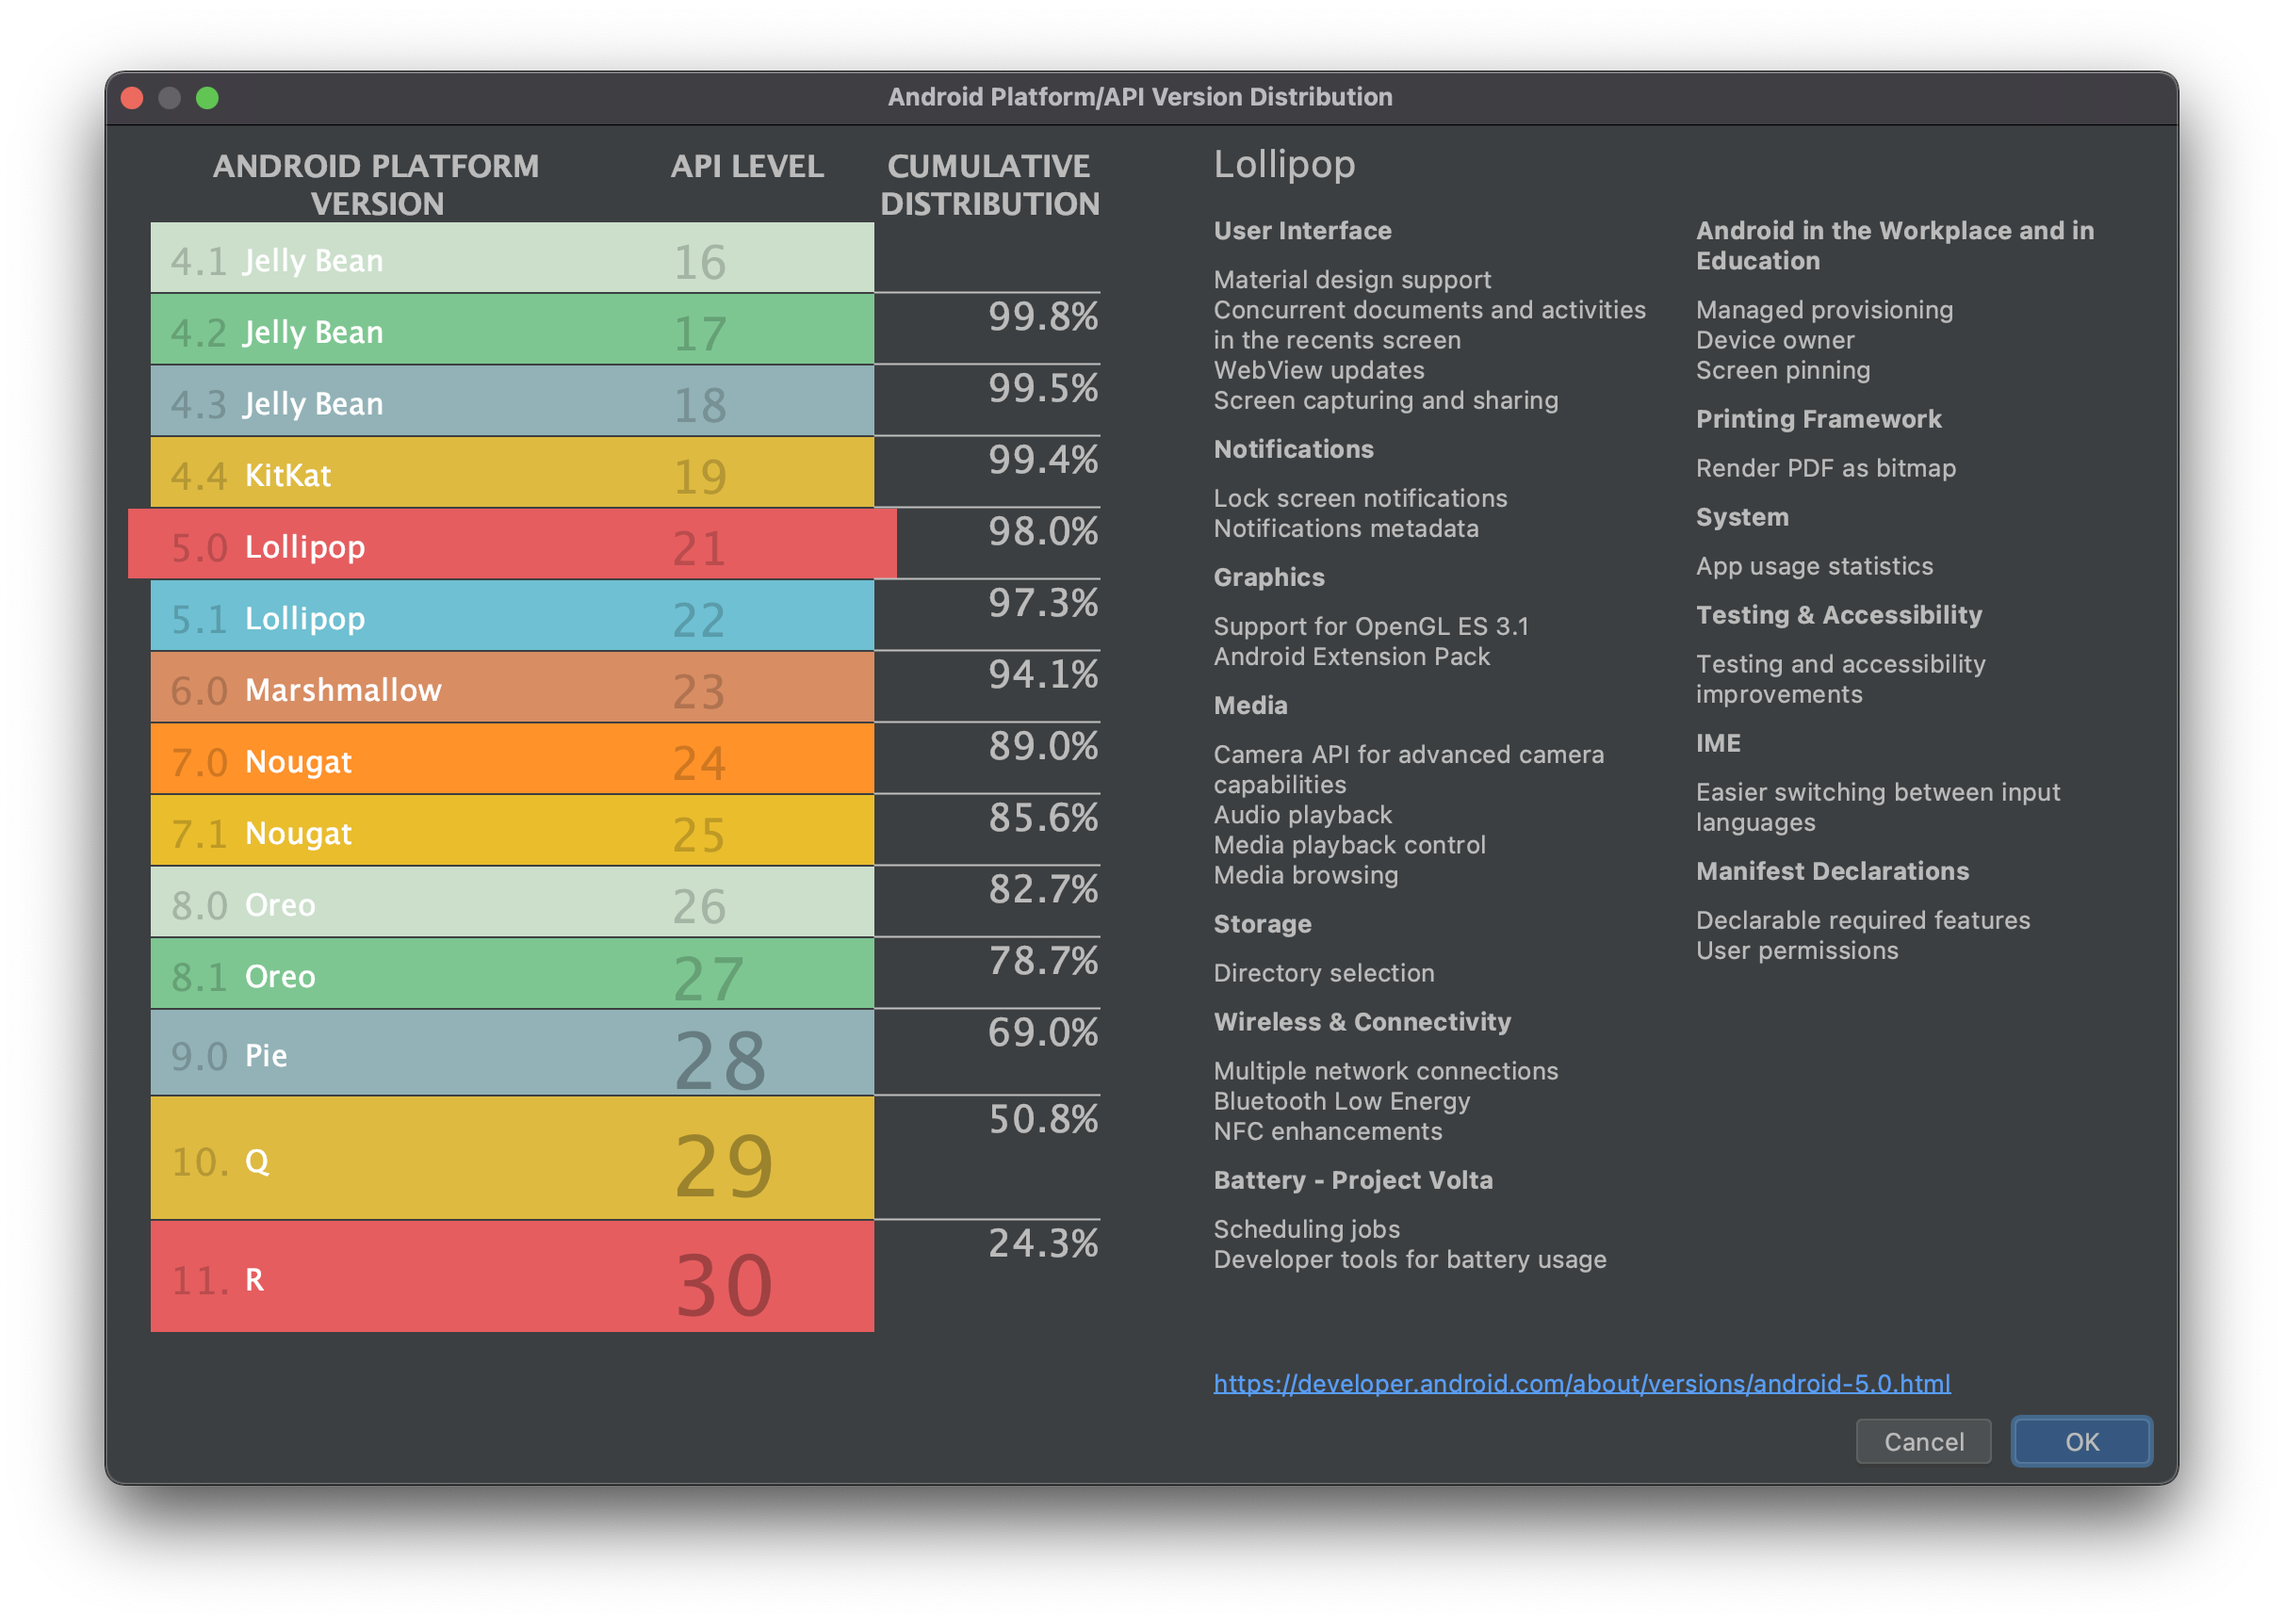 Android Platform/API Version Distribution
ANDROID PLATFORM
VERSION
API LEVEL
CUMULATIVE
DISTRIBUTION
4.1 Jelly Bean 16
99.8%
4.2 Jelly Bean 17
99.5%
4.3 Jelly Bean 18
99.4%
4.4 KitKat 19
98.0%
5.0 Lollipop 21
97.3%
5.1 Lollipop 22
94.1%
6.0 Marshmallow 23
89.0%
7.0 Nougat 24
85.6%
7.1 Nougat 25
82.7%
8.0 Oreo 26
78.7%
8.1 Oreo 27
69.0%
9.0 Pie 28
50.8%
10. Q 29
24.3%
11. R 30
Lollipop
User Interface
Material design support
Concurrent documents and activities
in the recents screen
WebView updates
Screen capturing and sharing
Notifications
Lock screen notifications
Notifications metadata
Graphics
Support for OpenGL ES 3.1
Android Extension Pack
Media
Camera API for advanced camera
capabilities
Audio playback
Media playback control
Media browsing
Storage
Directory selection
Wireless & Connectivity
Multiple network connections
Bluetooth Low Energy
NFC enhancements
Battery - Project Volta
Scheduling jobs
Developer tools for battery usage
Android in the Workplace and in
Education
Managed provisioning
Device owner
Screen pinning
Printing Framework
Render PDF as bitmap
System
App usage statistics
Testing & Accessibility
Testing and accessibility
improvements
IME
Easier switching between input
languages
Manifest Declarations
Declarable required features
User permissions
https://developer.android.com/about/versions/android-5.0.html
Cancel
OK